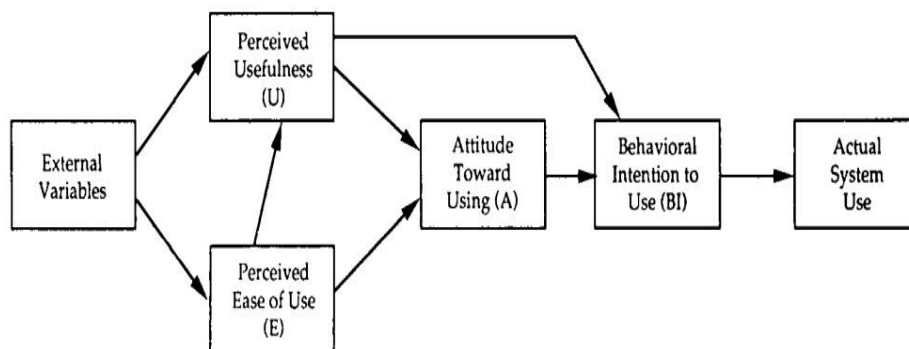 External
Variables
Perceived
Usefulness
(U)
Perceived
Ease of Use
(E)
Attitude
Toward
Using (A)
Behavioral
Intention to
Use (BI)
Actual
System
Use